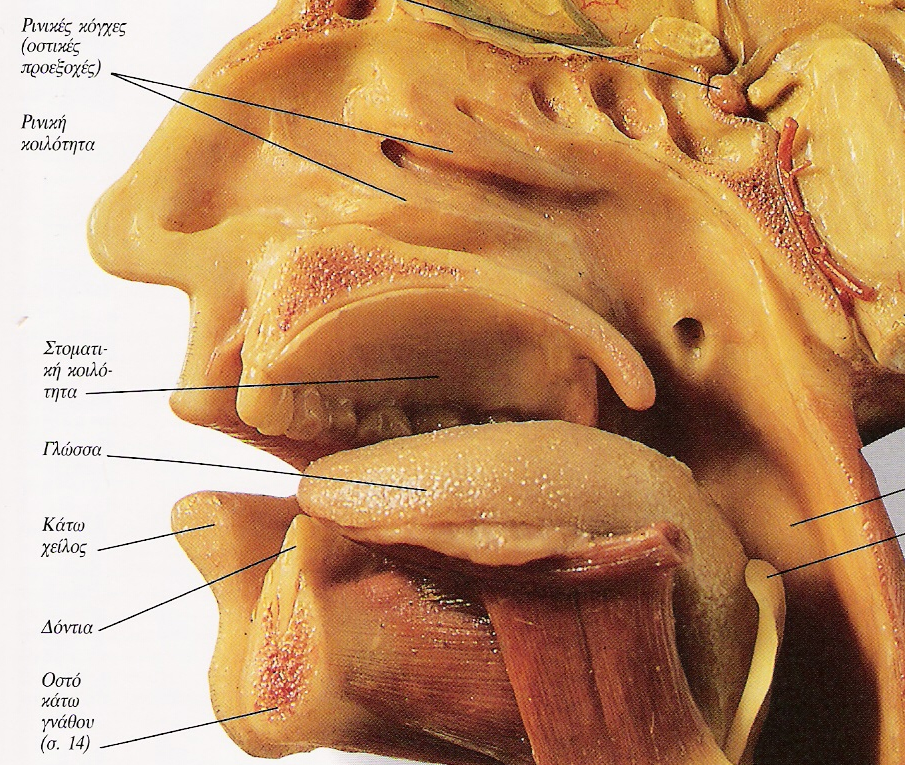 Ρινικές κόγχες
(οστικές
προεξοχές)
Ρινική
κοιλότητα
Στοματι-
κή κοιλό-
τητα
Γλώσσα
Κάτω
χείλος
Δόντια
Οστό
κάτω
γνάθου
(σ. 14)